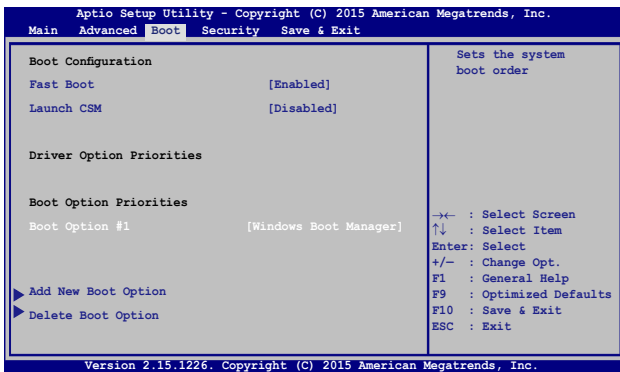 Aptio Setup Utility - Copyright (C) 2015 American Megatrends, Inc.
Main Advanced Boot Security Save & Exit
Boot Configuration
Fast Boot [Enabled]
Launch CSM [Disabled]
Driver Option Priorities
Boot Option Priorities
Boot Option #1 [Windows Boot Manager]
Add New Boot Option
Delete Boot Option
Sets the system
boot order
→← : Select Screen
↑↓ : Select Item
Enter: Select
+/— : Change Opt.
F1 : General Help
F9 : Optimized Defaults
F10 : Save & Exit
ESC : Exit
Version 2.15.1226. Copyright (C) 2015 American Megatrends, Inc.